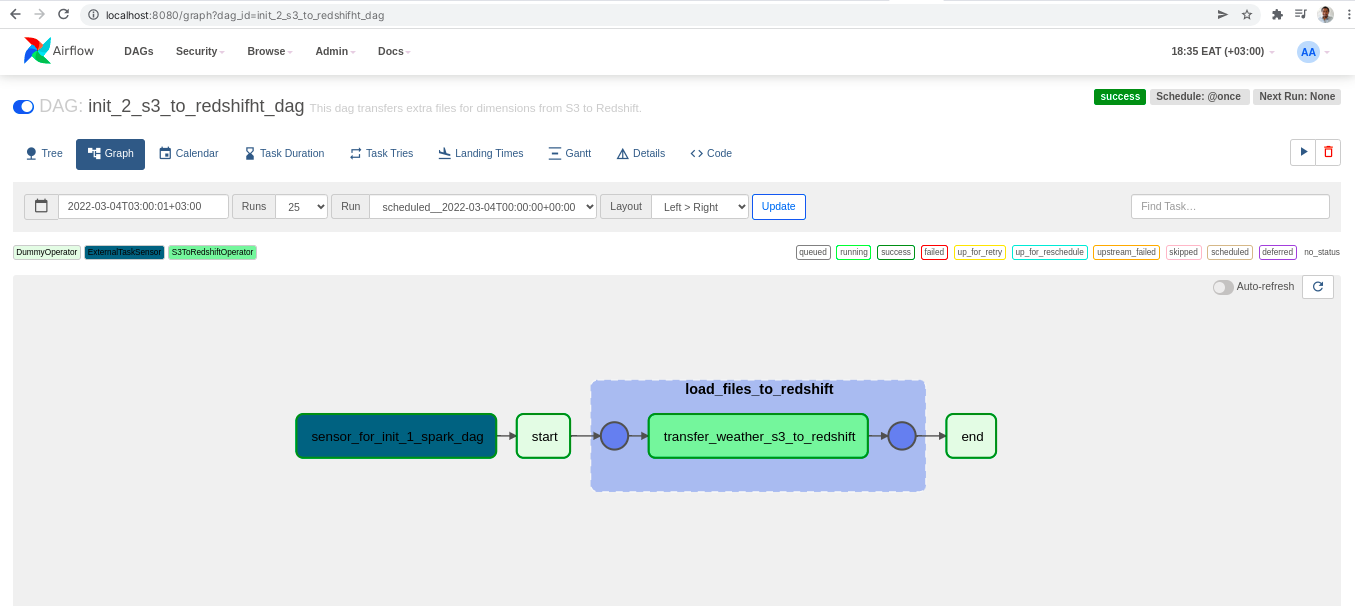 localhost:8080/graph?dag_id=init_2_s3_to_redshifht_dag
Airflow DAGs Security Browse Admin Docs 18:35 EAT (+03:00) AA
DAG: init_2_s3_to_redshifht_dag This dag transfers extra files for dimensions from S3 to Redshift. success Schedule: @once Next Run: None
Tree Graph Calendar Task Duration Task Tries Landing Times Gantt Details Code
2022-03-04T03:00:01+03:00 Runs 25 Run scheduled__2022-03-04T00:00:00+00:00 Layout Left > Right Update Find Task...
DummyOperator ExternalTaskSensor S3ToRedshiftOperator queued running success failed up_for_retry up_for_reschedule upstream_failed skipped scheduled deferred no_status
Auto-refresh
load_files_to_redshift
sensor_for_init_1_spark_dag start transfer_weather_s3_to_redshift end